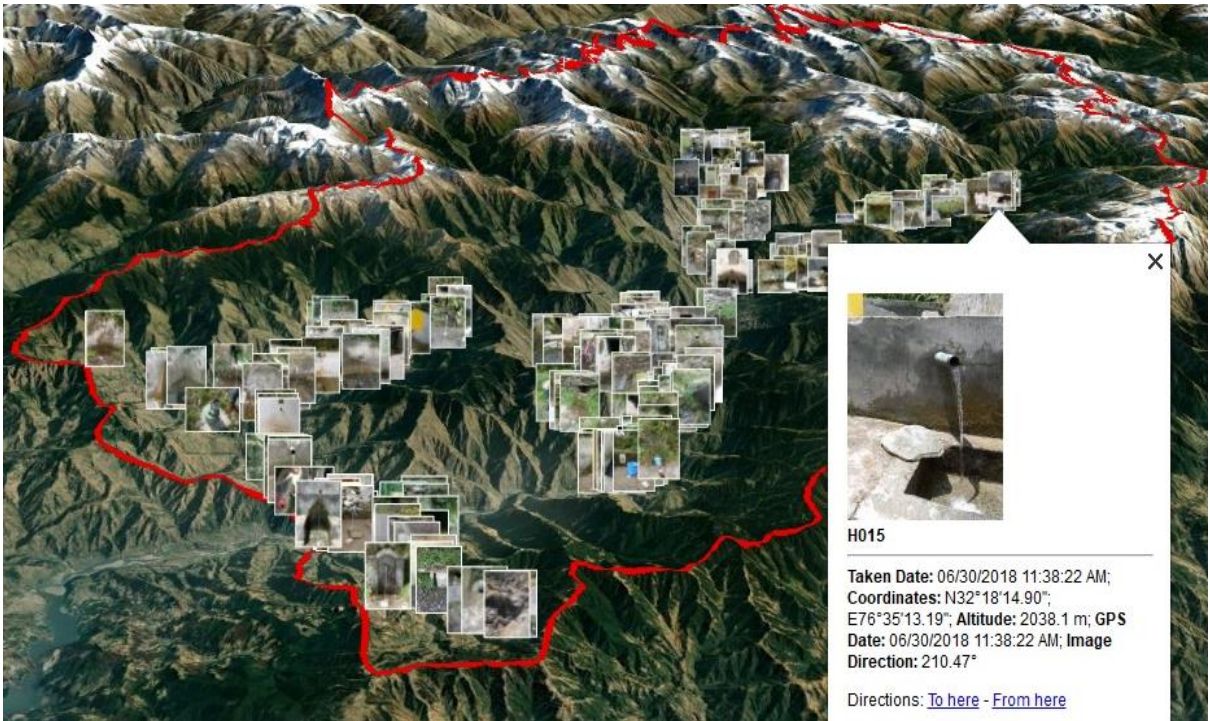 H015
Taken Date: 06/30/2018 11:38:22 AM;
Coordinates: N32°18'14.90";
E76°35'13.19"; Altitude: 2038.1 m; GPS
Date: 06/30/2018 11:38:22 AM; Image
Direction: 210.47°
Directions: To here - From here